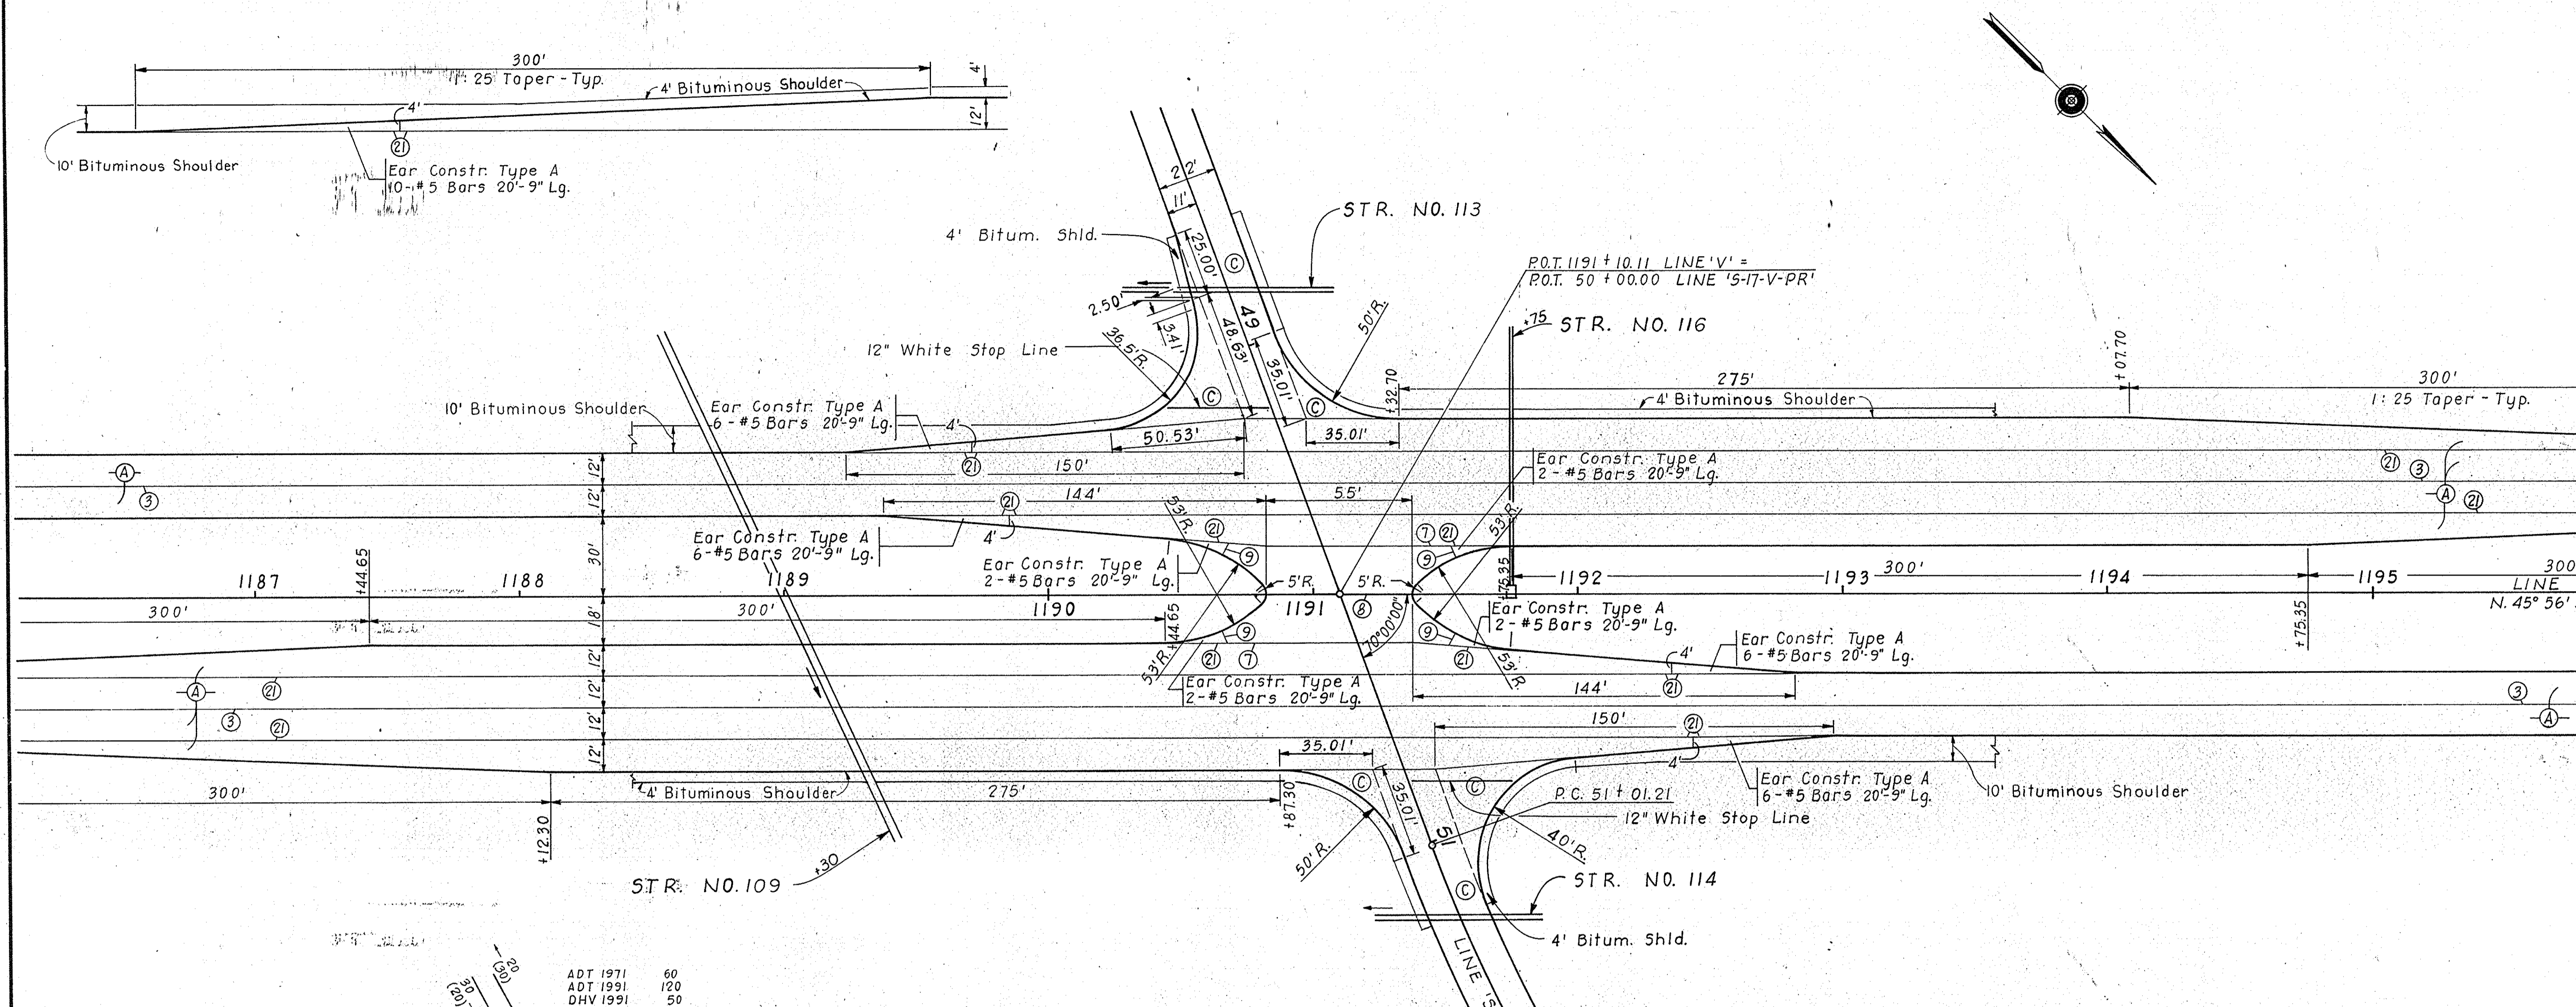 300'
1: 25 Taper - Typ.
4' Bituminous Shoulder
4'
4'
12'
21
10' Bituminous Shoulder
Ear Constr. Type A
10-#5 Bars 20'-9" Lg.
22'
11'
4' Bitum. Shld.
25.00'
C
STR. NO. 113
P.O.T. 1191 + 10.11 LINE 'V' =
P.O.T. 50 + 00.00 LINE 'S-17-V-PR'
2.50'
3.41'
49
48.63'
35.01'
50' R.
36.5' R.
12" White Stop Line
+75
STR. NO. 116
+32.70
275'
+07.70
300'
1: 25 Taper - Typ.
4' Bituminous Shoulder
10' Bituminous Shoulder
Ear Constr. Type A
6 - #5 Bars 20'-9" Lg.
4'
21
C
C
50.53'
35.01'
150'
A
3
12'
12'
144'
21
4'
55'
Ear Constr. Type A
2 - #5 Bars 20'-9" Lg.
21
3
A
21
Ear Constr. Type A
6-#5 Bars 20'-9" Lg.
53' R.
21
9
7
21
9
53' R.
30'
Ear Constr. Type A
2-#5 Bars 20'-9" Lg.
1187
+44.65
1188
1189
1190
5' R.
1191
5' R.
8
+75.35
1192
1193
300'
1194
1195
300
LINE
N. 45° 56'
300'
300'
18'
+44.65
70°00'00"
+75.35
Ear Constr. Type A
2 - #5 Bars 20'-9" Lg.
9
21
7
53' R.
9
21
53' R.
Ear Constr. Type A
6 - #5 Bars 20'-9" Lg.
4'
21
144'
Ear Constr. Type A
2-#5 Bars 20'-9" Lg.
12'
12'
12'
12'
A
21
3
21
3
A
150'
21
4'
35.01'
C
35.01'
C
Ear Constr. Type A
6-#5 Bars 20'-9" Lg.
10' Bituminous Shoulder
300'
4' Bituminous Shoulder
275'
+12.30
+87.30
P.C. 51 + 01.21
12" White Stop Line
51
50' R.
40' R.
+30
STR. NO. 109
C
STR. NO. 114
4' Bitum. Shld.
LINE 'S
20
(30)
30
(20)
ADT 1971 60
ADT 1991 120
DHV 1991 50